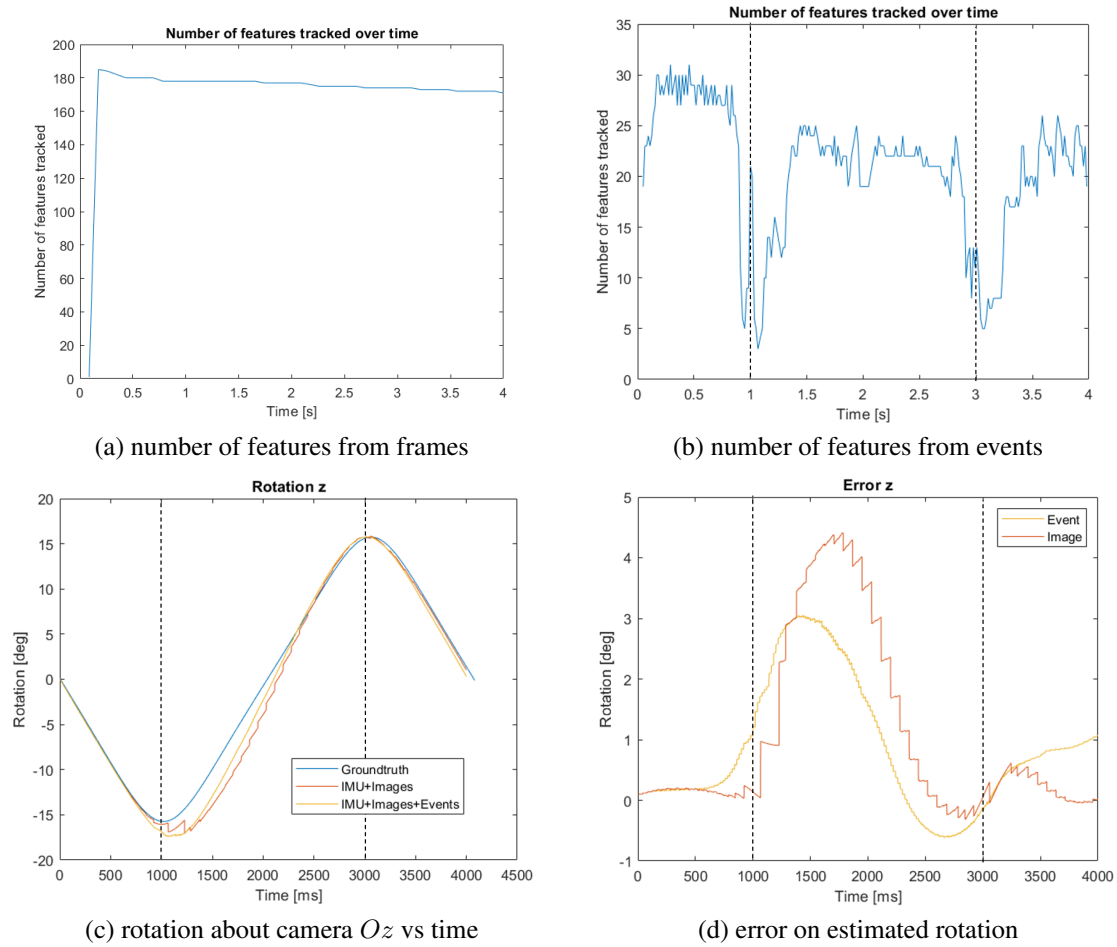 Number of features tracked over time
Number of features tracked
200
180
160
140
120
100
80
60
40
20
0
0 0.5 1 1.5 2 2.5 3 3.5 4
Time [s]
(a) number of features from frames
Number of features tracked over time
Number of features tracked
35
30
25
20
15
10
5
0
0 0.5 1 1.5 2 2.5 3 3.5 4
Time [s]
(b) number of features from events
Rotation z
Rotation [deg]
20
15
10
5
0
-5
-10
-15
-20
Groundtruth
IMU+Images
IMU+Images+Events
0 500 1000 1500 2000 2500 3000 3500 4000 4500
Time [ms]
(c) rotation about camera Oz vs time
Error z
Rotation [deg]
5
4
3
2
1
0
-1
Event
Image
0 500 1000 1500 2000 2500 3000 3500 4000
Time [ms]
(d) error on estimated rotation